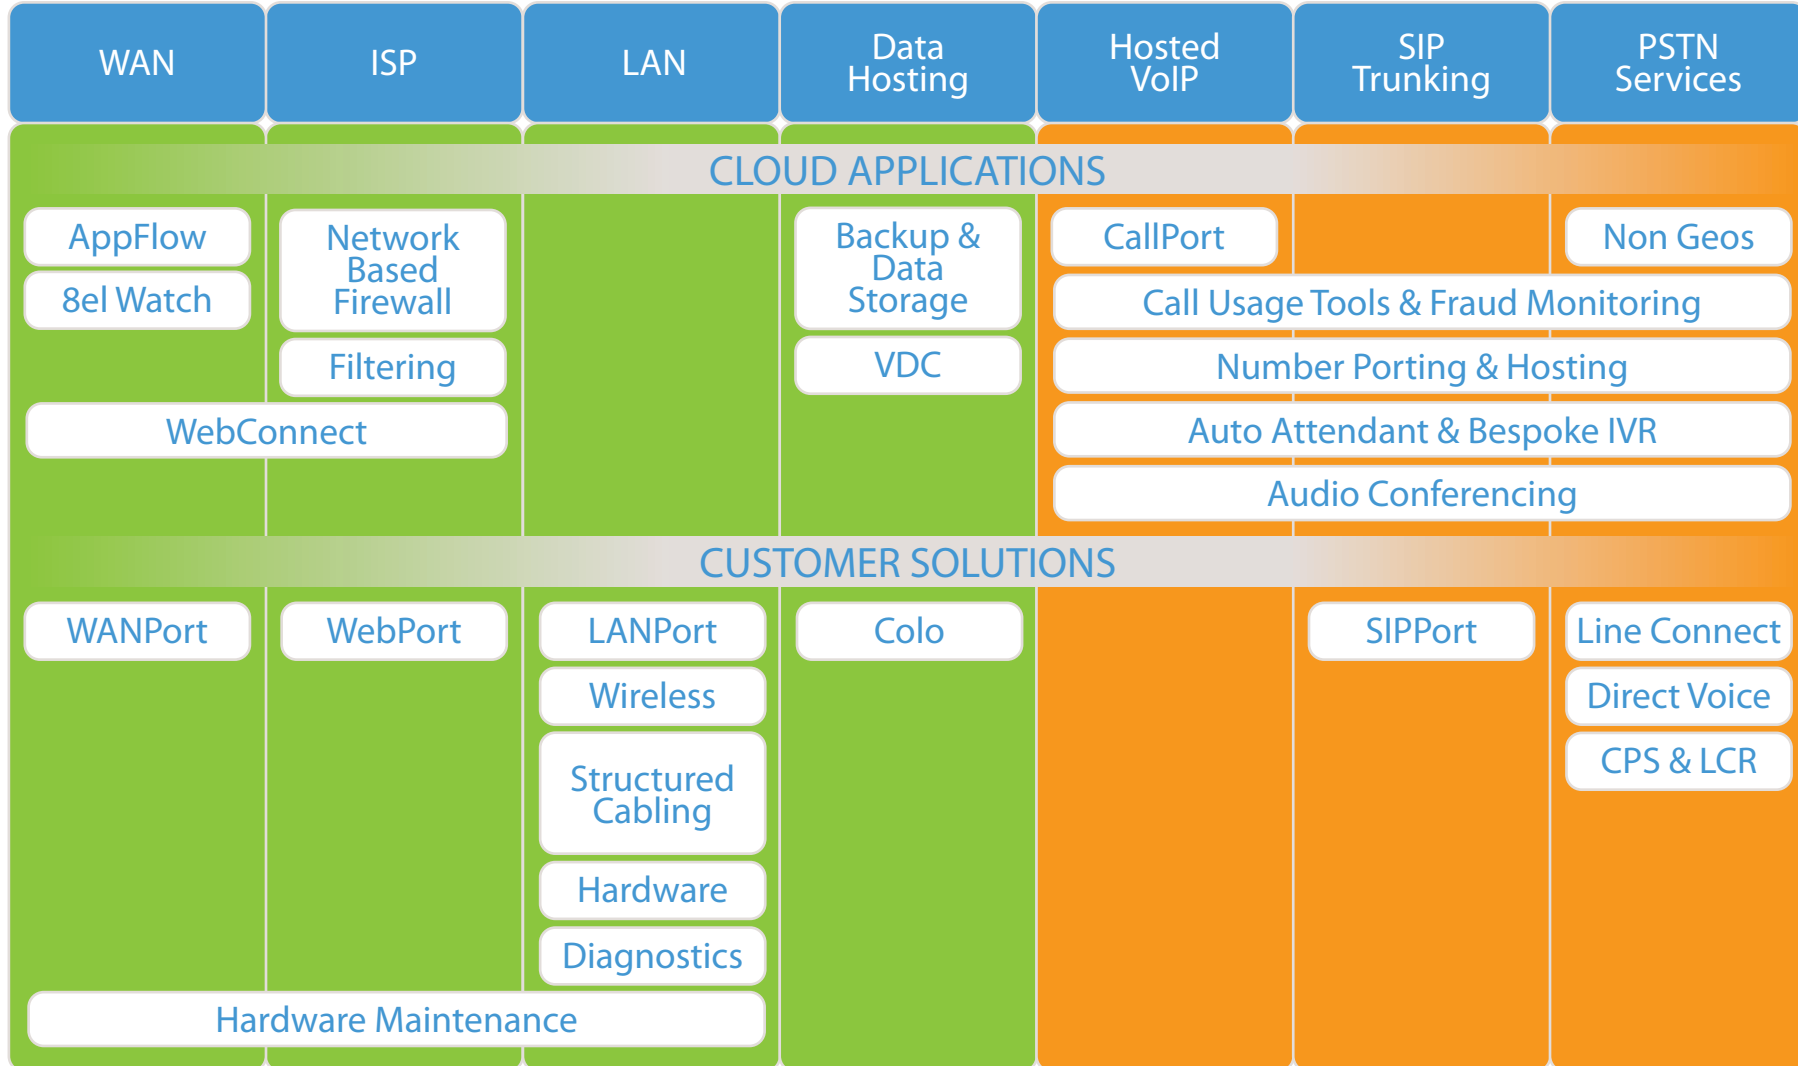 WAN
ISP
LAN
Data
Hosting
Hosted
VoIP
SIP
Trunking
PSTN
Services
CLOUD APPLICATIONS
AppFlow
8el Watch
Network
Based
Firewall
Filtering
WebConnect
Backup &
Data
Storage
VDC
CallPort
Non Geos
Call Usage Tools & Fraud Monitoring
Number Porting & Hosting
Auto Attendant & Bespoke IVR
Audio Conferencing
CUSTOMER SOLUTIONS
WANPort
WebPort
LANPort
Wireless
Structured
Cabling
Hardware
Diagnostics
Hardware Maintenance
Colo
SIPPort
Line Connect
Direct Voice
CPS & LCR